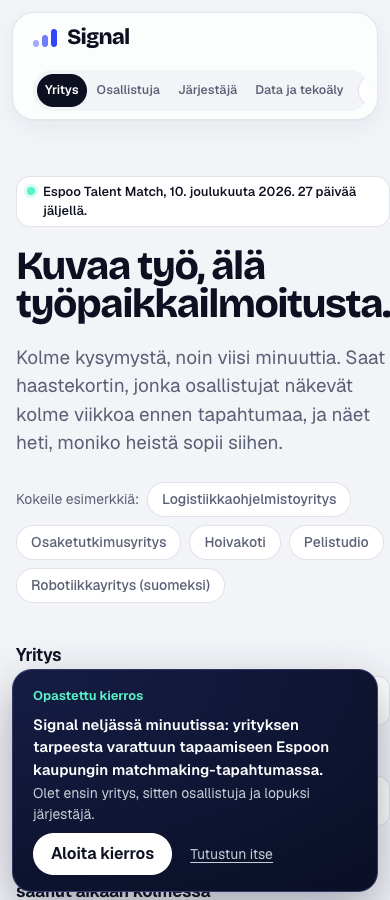 Signal
Yritys Osallistuja Järjestäjä Data ja tekoäly
Espoo Talent Match, 10. joulukuuta 2026. 27 päivää
jäljellä.
Kuvaa työ, älä
työpaikkailmoitusta.
Kolme kysymystä, noin viisi minuuttia. Saat
haastekortin, jonka osallistujat näkevät
kolme viikkoa ennen tapahtumaa, ja näet
heti, moniko heistä sopii siihen.
Kokeile esimerkkiä: Logistiikkaohjelmistoyritys
Osaketutkimusyritys Hoivakoti Pelistudio
Robotiikkayritys (suomeksi)
Yritys
Opastettu kierros
Signal neljässä minuutissa: yrityksen
tarpeesta varattuun tapaamiseen Espoon
kaupungin matchmaking-tapahtumassa.
Olet ensin yritys, sitten osallistuja ja lopuksi
järjestäjä.
Aloita kierros Tutustun itse
saanut aikaan kolmessa